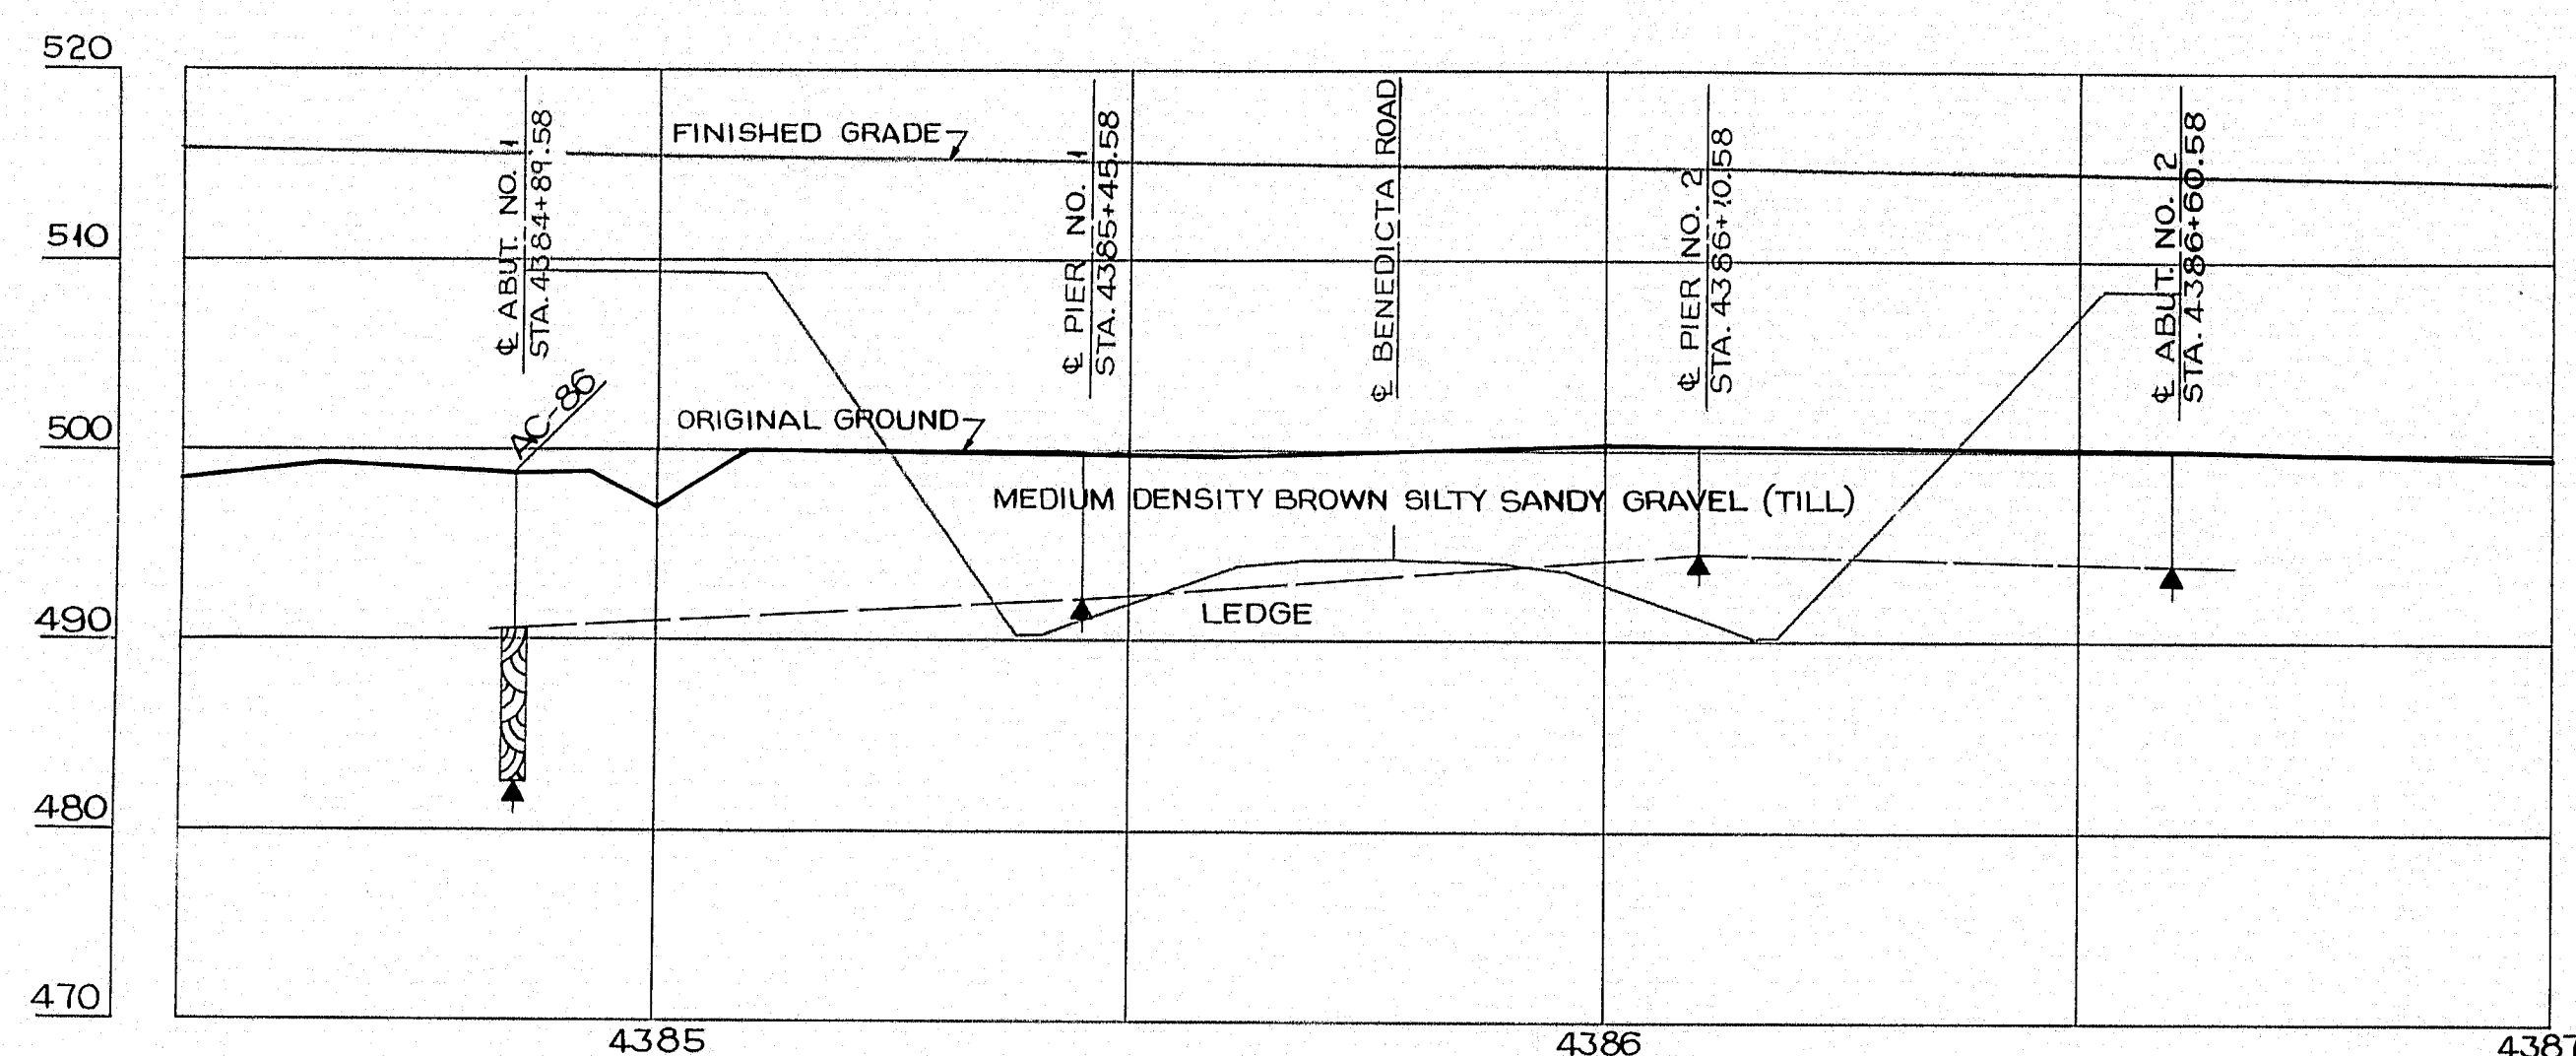 520
510
500
490
480
470
FINISHED GRADE
℄ ABUT. NO. 1
STA. 4384+89.58
AC-86
ORIGINAL GROUND
℄ PIER NO. 1
STA. 4385+45.58
℄ BENEDICTA ROAD
℄ PIER NO. 2
STA. 4386+10.58
℄ ABUT. NO. 2
STA. 4386+60.58
MEDIUM DENSITY BROWN SILTY SANDY GRAVEL (TILL)
LEDGE
4385
4386
4387